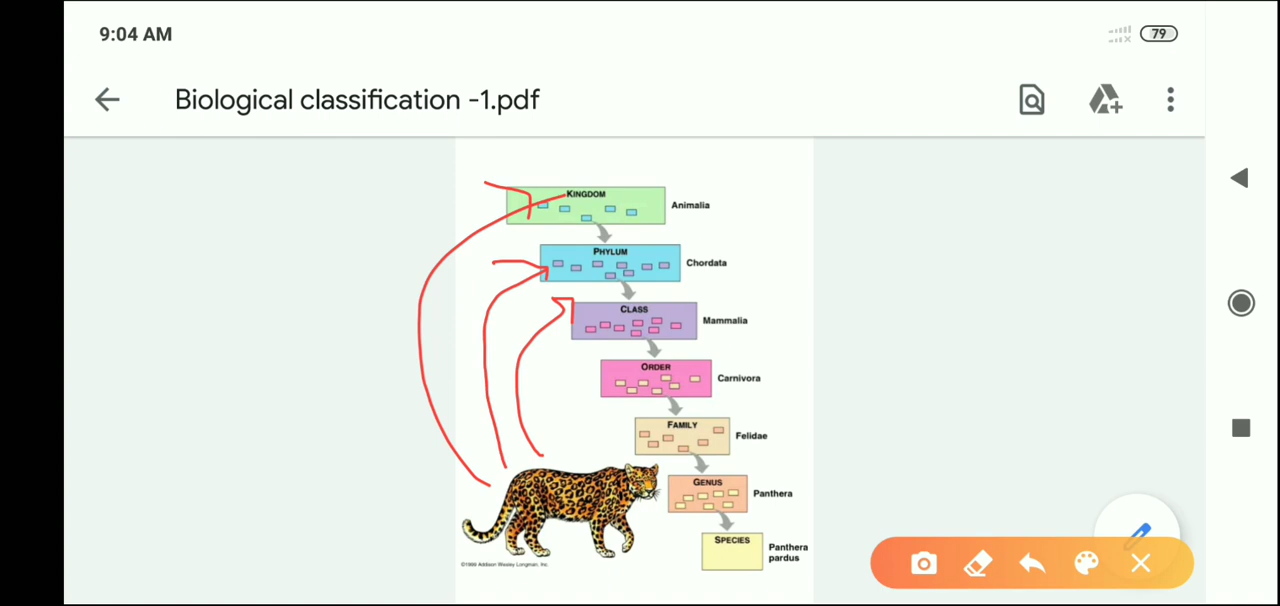 9:04 AM
79
Biological classification -1.pdf
KINGDOM
Animalia
PHYLUM
Chordata
CLASS
Mammalia
ORDER
Carnivora
FAMILY
Felidae
GENUS
Panthera
SPECIES
Panthera
pardus
©1999 Addison Wesley Longman, Inc.